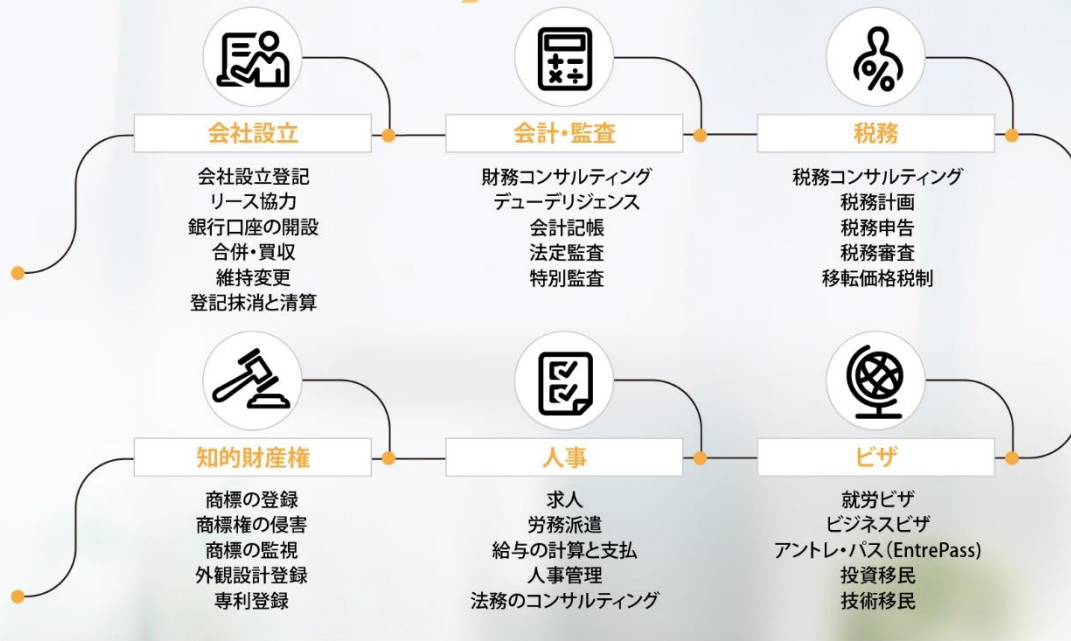 会社設立
会社設立登記
リース協力
銀行口座の開設
合併・買収
維持変更
登記抹消と清算
会計・監査
財務コンサルティング
デューデリジェンス
会計記帳
法定監査
特別監査
税務
税務コンサルティング
税務計画
税務申告
税務審査
移転価格税制
知的財産権
商標の登録
商標権の侵害
商標の監視
外観設計登録
専利登録
人事
求人
労務派遣
給与の計算と支払
人事管理
法務のコンサルティング
ビザ
就労ビザ
ビジネスビザ
アントレ・パス(EntrePass)
投資移民
技術移民